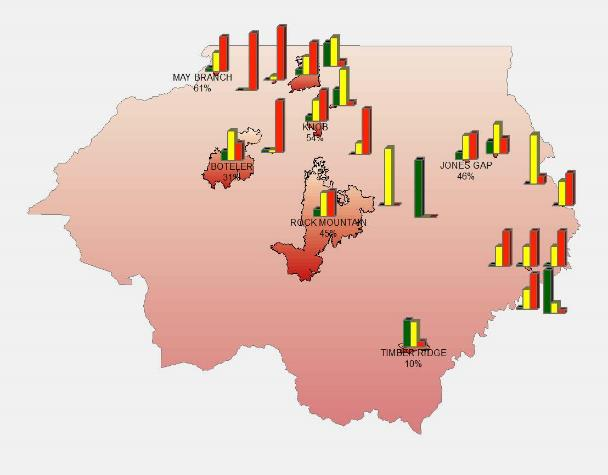 MAY BRANCH
61%
KNOB
54%
BOTELER
31%
JONES GAP
46%
ROCK MOUNTAIN
45%
TIMBER RIDGE
10%